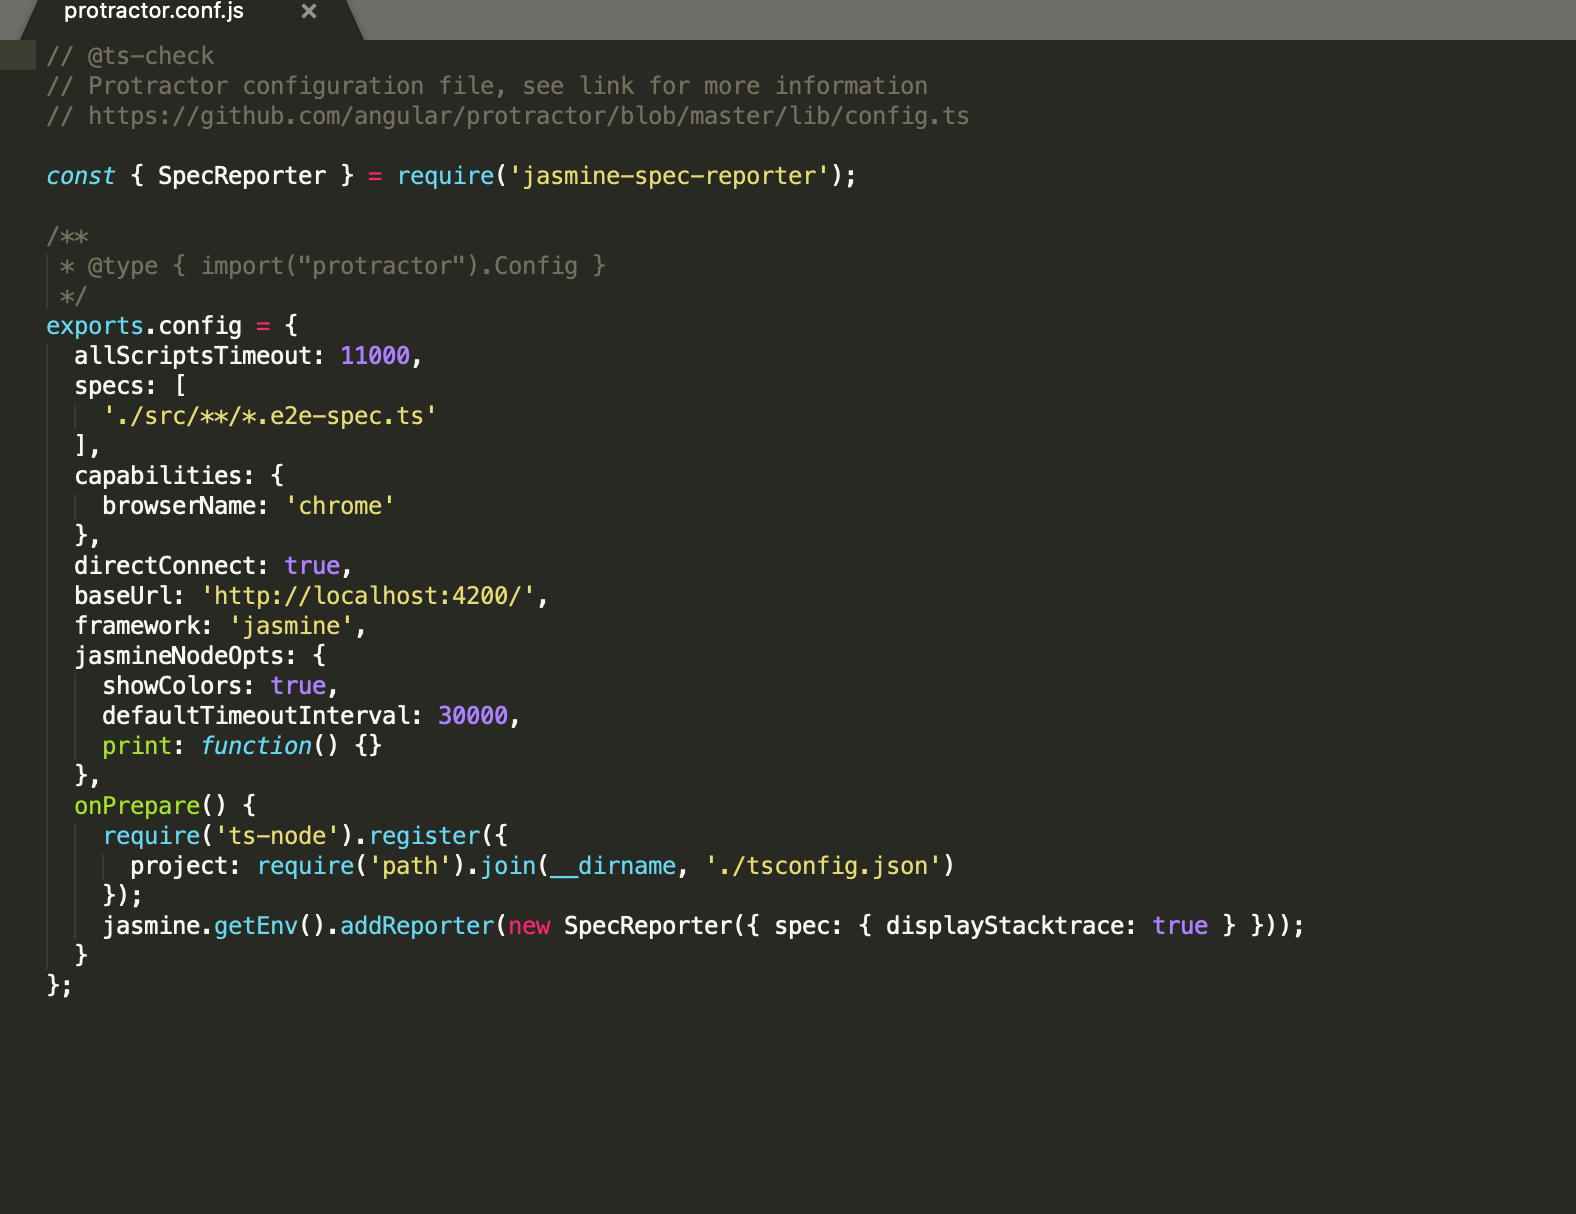 protractor.conf.js ×
// @ts-check
// Protractor configuration file, see link for more information
// https://github.com/angular/protractor/blob/master/lib/config.ts

const { SpecReporter } = require('jasmine-spec-reporter');

/**
 * @type { import("protractor").Config }
 */
exports.config = {
  allScriptsTimeout: 11000,
  specs: [
    './src/**/*.e2e-spec.ts'
  ],
  capabilities: {
    browserName: 'chrome'
  },
  directConnect: true,
  baseUrl: 'http://localhost:4200/',
  framework: 'jasmine',
  jasmineNodeOpts: {
    showColors: true,
    defaultTimeoutInterval: 30000,
    print: function() {}
  },
  onPrepare() {
    require('ts-node').register({
      project: require('path').join(__dirname, './tsconfig.json')
    });
    jasmine.getEnv().addReporter(new SpecReporter({ spec: { displayStacktrace: true } }));
  }
};